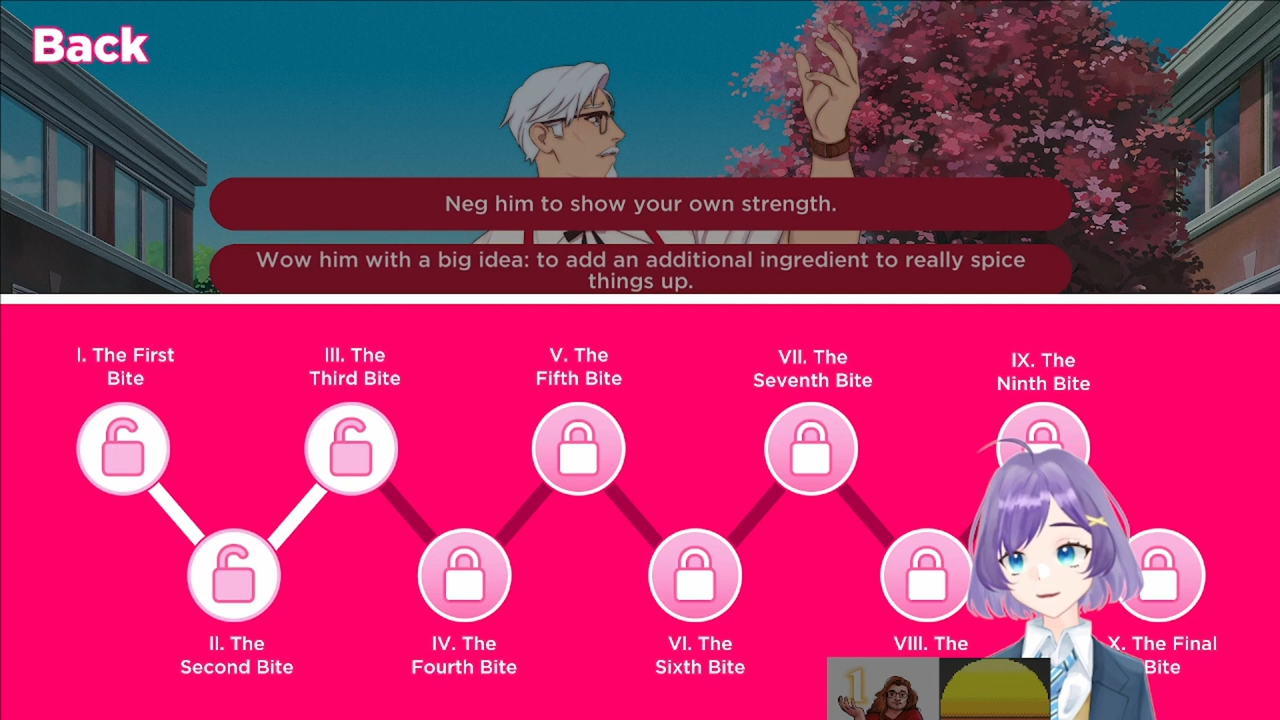 Back
Neg him to show your own strength.
Wow him with a big idea: to add an additional ingredient to really spice
things up.
I. The First
Bite
III. The
Third Bite
V. The
Fifth Bite
VII. The
Seventh Bite
IX. The
Ninth Bite
II. The
Second Bite
IV. The
Fourth Bite
VI. The
Sixth Bite
VIII. The
X. The Final
Bite
1